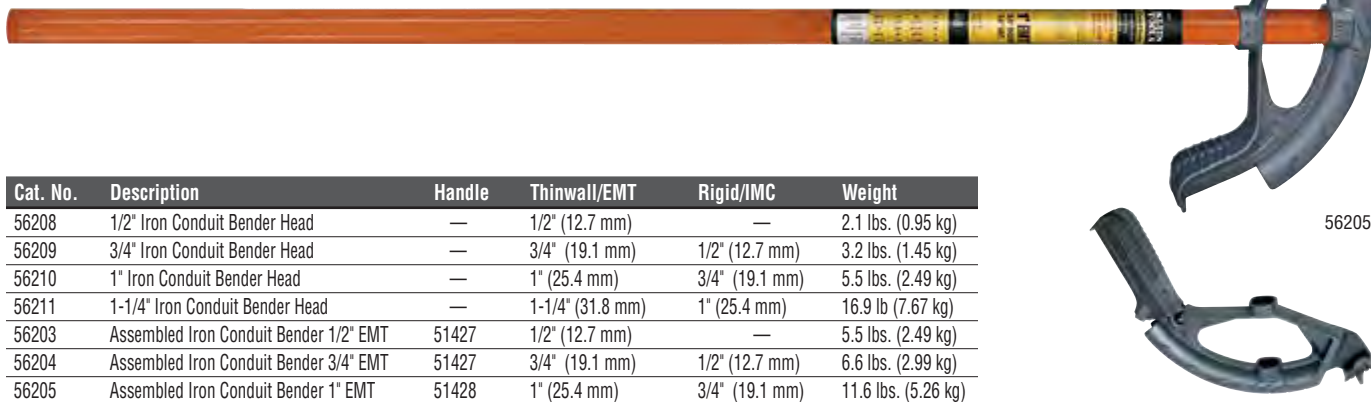 1" EMT
Cat. No. Description Handle Thinwall/EMT Rigid/IMC Weight
56208 1/2" Iron Conduit Bender Head — 1/2" (12.7 mm) — 2.1 lbs. (0.95 kg)
56209 3/4" Iron Conduit Bender Head — 3/4" (19.1 mm) 1/2" (12.7 mm) 3.2 lbs. (1.45 kg)
56210 1" Iron Conduit Bender Head — 1" (25.4 mm) 3/4" (19.1 mm) 5.5 lbs. (2.49 kg)
56211 1-1/4" Iron Conduit Bender Head — 1-1/4" (31.8 mm) 1" (25.4 mm) 16.9 lb (7.67 kg)
56203 Assembled Iron Conduit Bender 1/2" EMT 51427 1/2" (12.7 mm) — 5.5 lbs. (2.49 kg)
56204 Assembled Iron Conduit Bender 3/4" EMT 51427 3/4" (19.1 mm) 1/2" (12.7 mm) 6.6 lbs. (2.99 kg)
56205 Assembled Iron Conduit Bender 1" EMT 51428 1" (25.4 mm) 3/4" (19.1 mm) 11.6 lbs. (5.26 kg)
56205